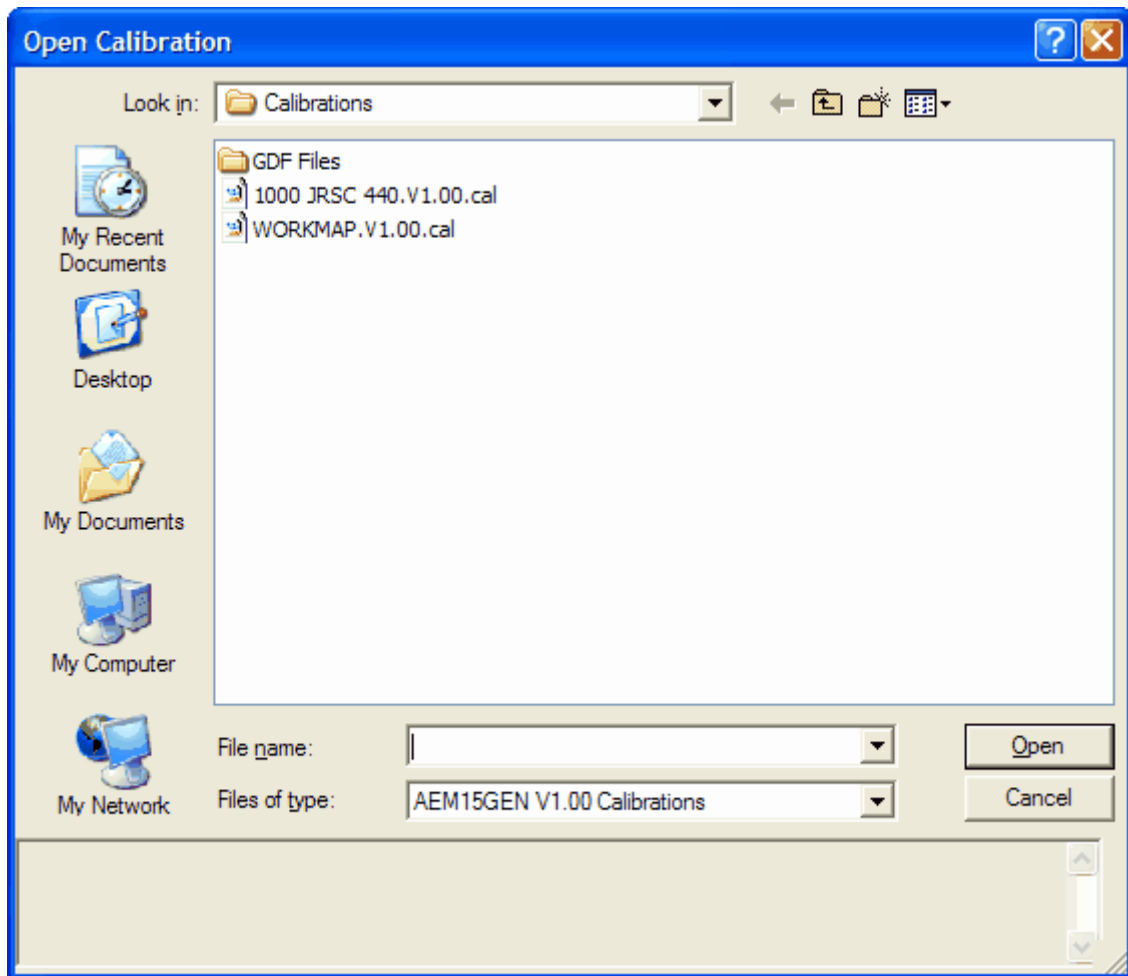 Open Calibration
Look in:
Calibrations
GDF Files
1000 JRSC 440.V1.00.cal
WORKMAP.V1.00.cal
My Recent
Documents
Desktop
My Documents
My Computer
My Network
File name:
Open
Files of type:
AEM15GEN V1.00 Calibrations
Cancel